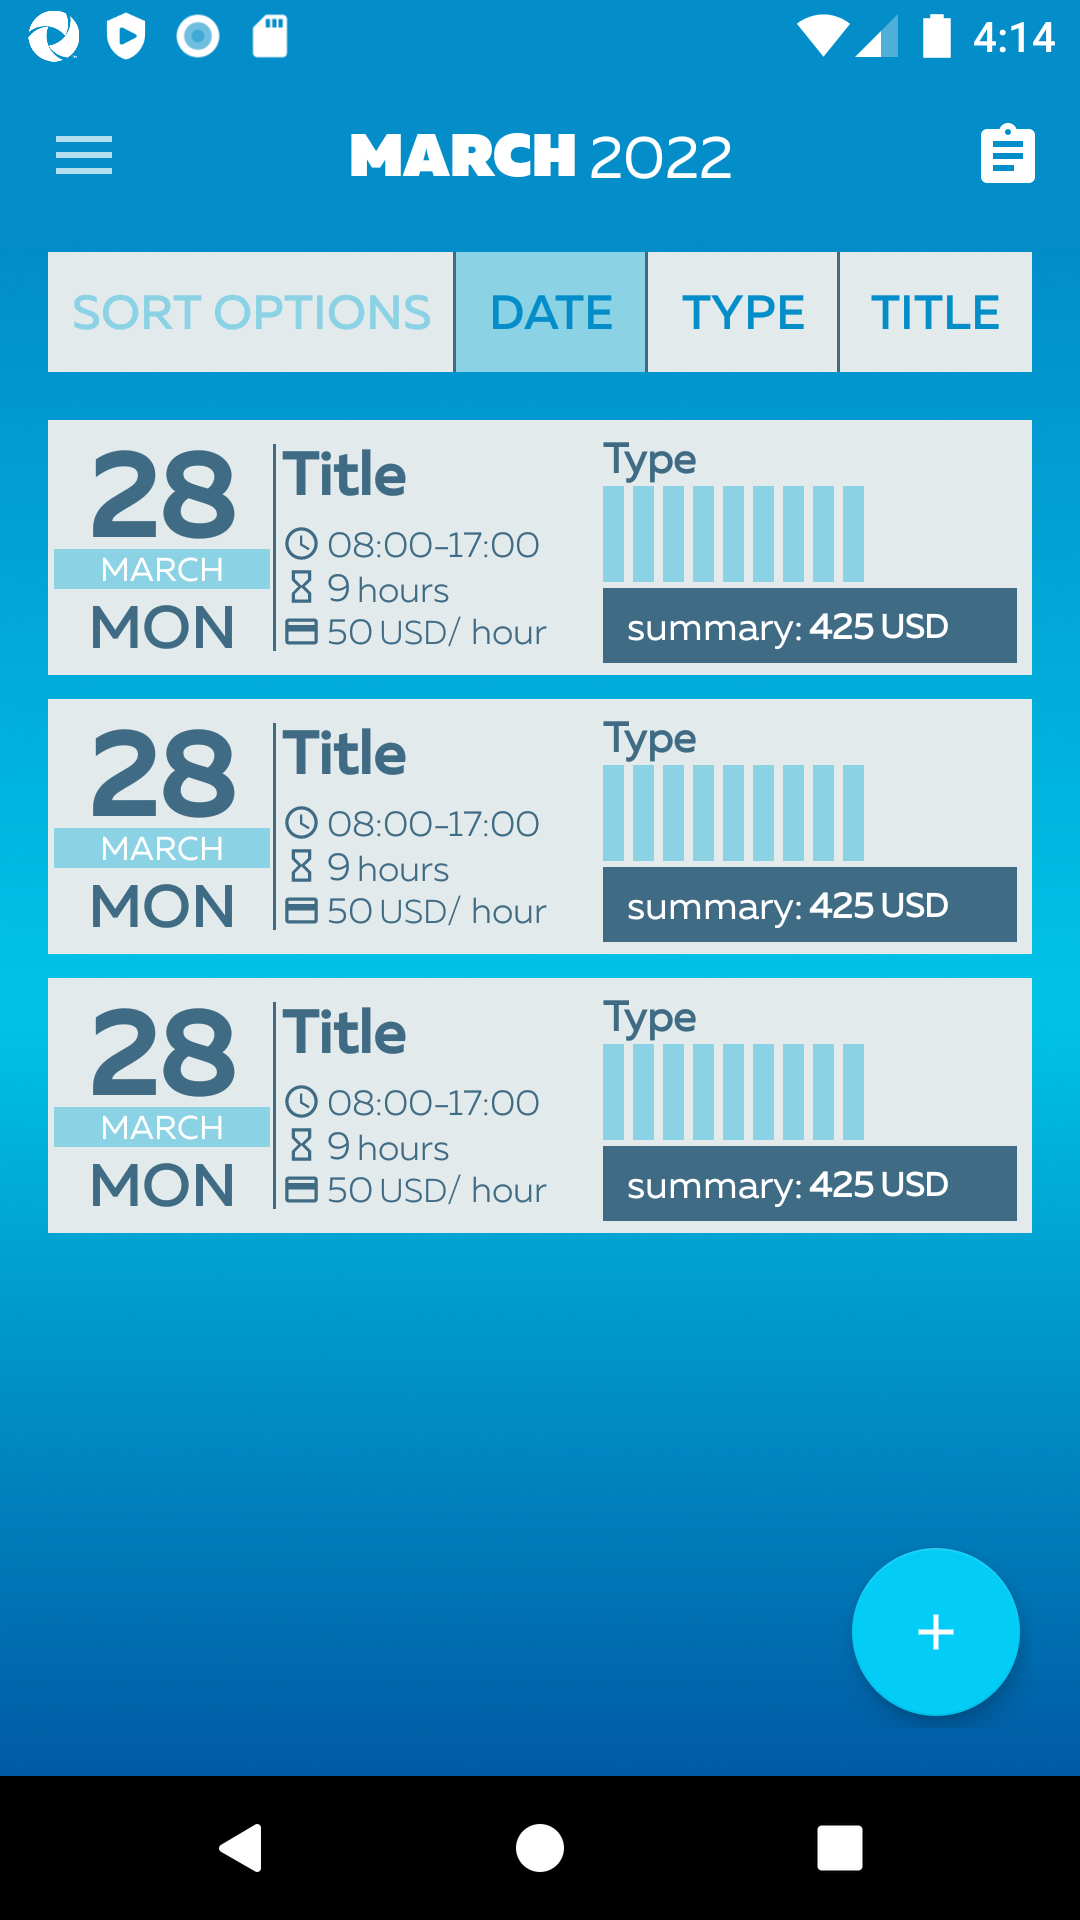 4:14
MARCH 2022
SORT OPTIONS DATE TYPE TITLE
28
MARCH
MON
Title
08:00-17:00
9 hours
50 USD/ hour
Type
summary: 425 USD
28
MARCH
MON
Title
08:00-17:00
9 hours
50 USD/ hour
Type
summary: 425 USD
28
MARCH
MON
Title
08:00-17:00
9 hours
50 USD/ hour
Type
summary: 425 USD